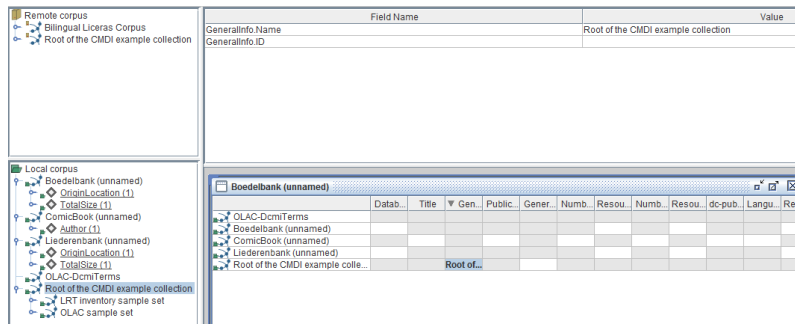 Remote corpus
Bilingual Liceras Corpus
Root of the CMDI example collection
Field Name Value
GeneralInfo.Name Root of the CMDI example collection
GeneralInfo.ID
Local corpus
Boedelbank (unnamed)
OriginLocation (1)
TotalSize (1)
ComicBook (unnamed)
Author (1)
Liederenbank (unnamed)
OriginLocation (1)
TotalSize (1)
OLAC-DcmiTerms
Root of the CMDI example collection
LRT inventory sample set
OLAC sample set
Boedelbank (unnamed)
Datab... Title ▼ Gen... Public... Gener... Numb... Resou... Numb... Resou... dc-pub... Langu... Re
OLAC-DcmiTerms
Boedelbank (unnamed)
ComicBook (unnamed)
Liederenbank (unnamed)
Root of the CMDI example colle... Root of...